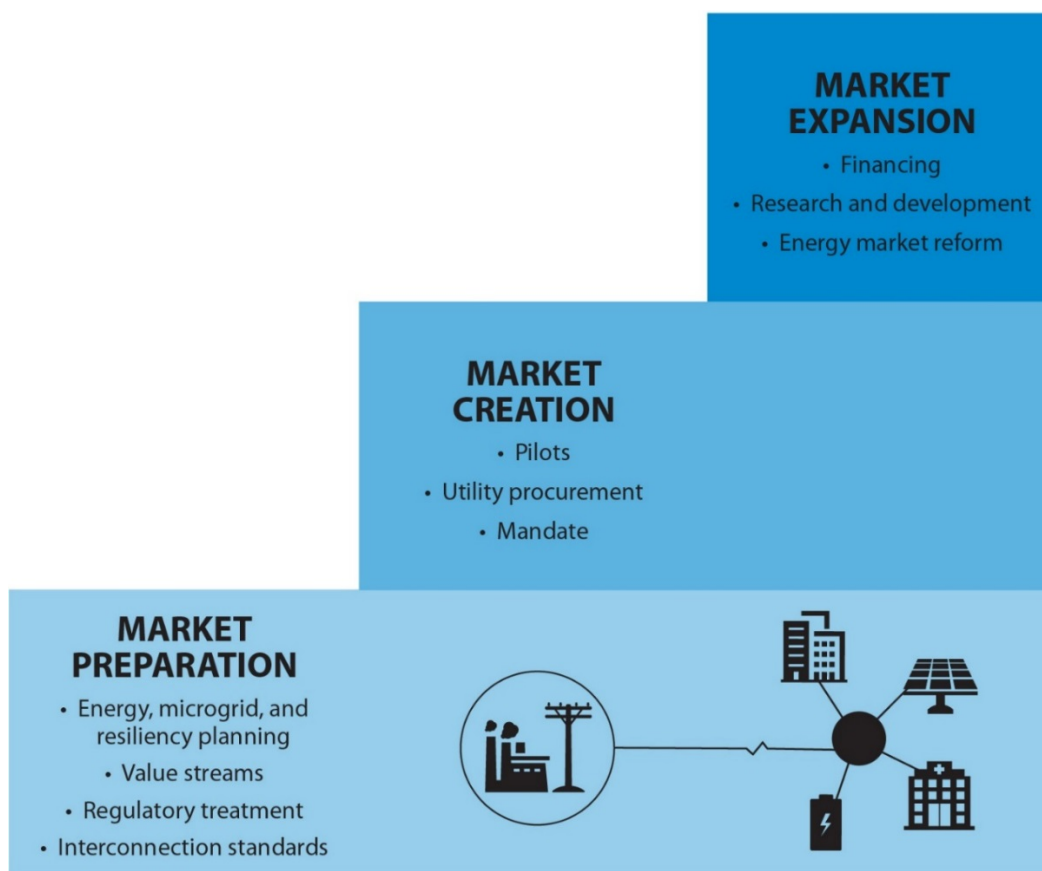 MARKET
EXPANSION
• Financing
• Research and development
• Energy market reform
MARKET
CREATION
• Pilots
• Utility procurement
• Mandate
MARKET
PREPARATION
• Energy, microgrid, and
resiliency planning
• Value streams
• Regulatory treatment
• Interconnection standards